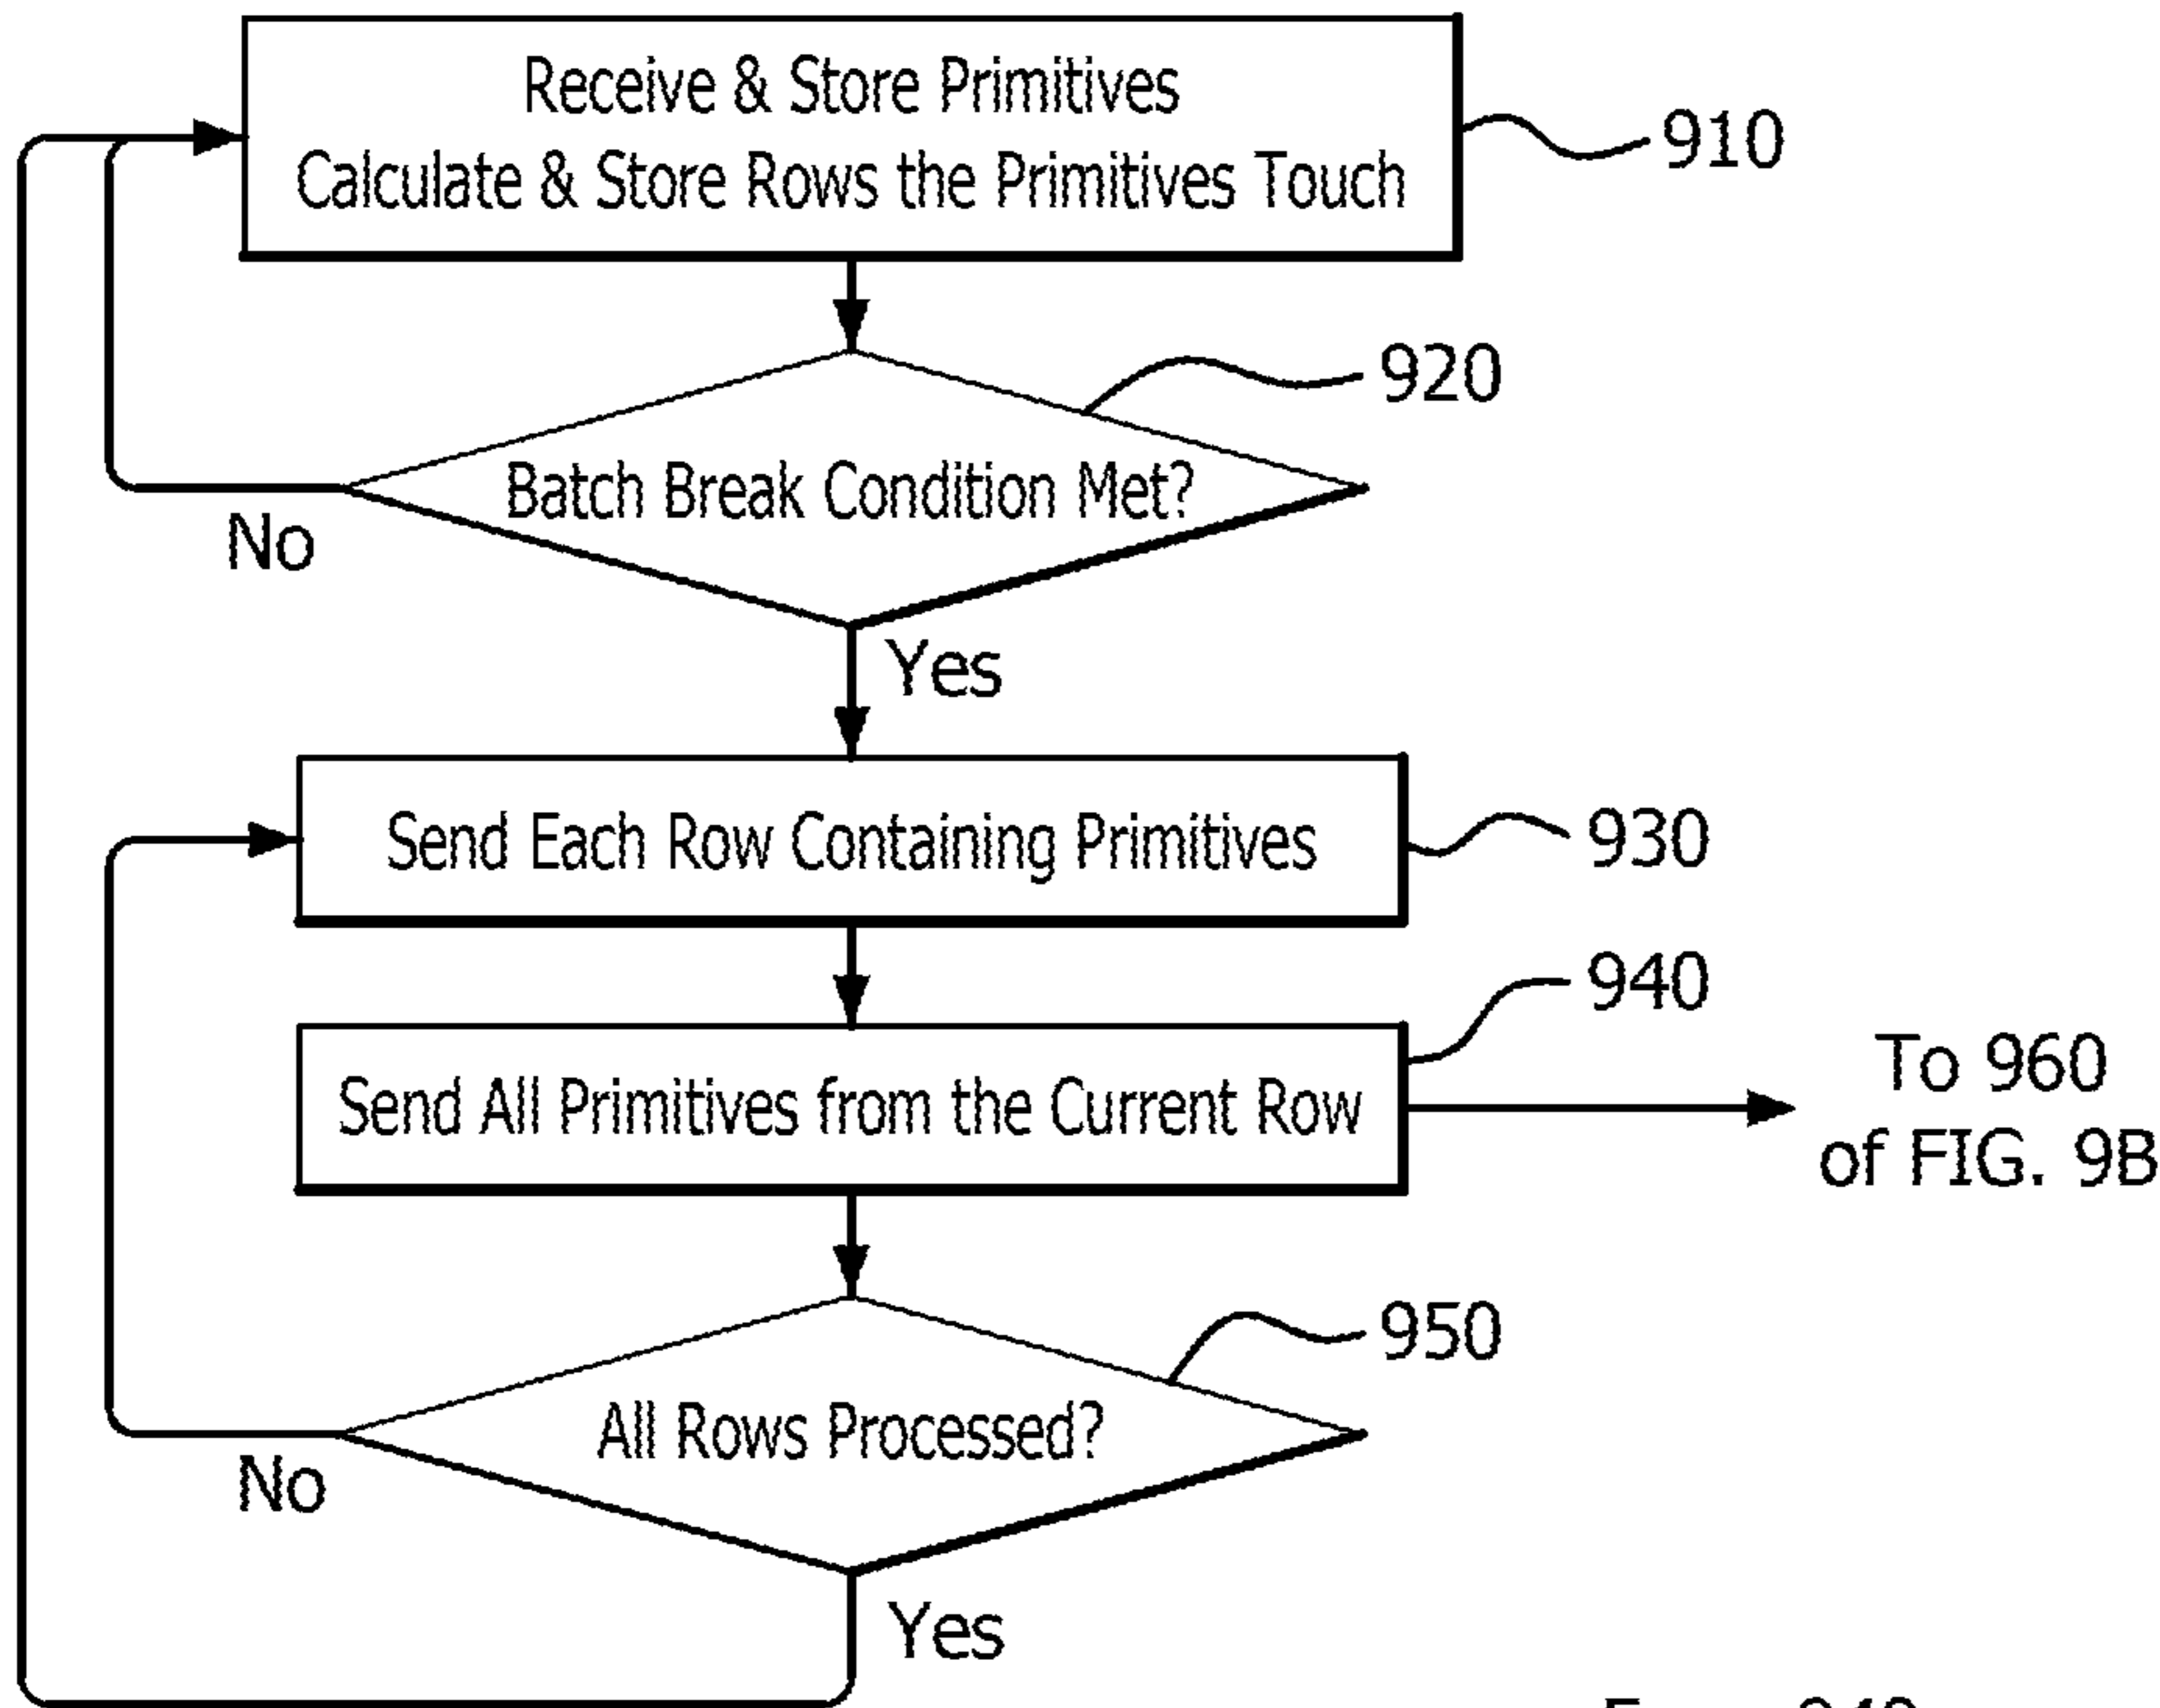 Receive & Store Primitives
Calculate & Store Rows the Primitives Touch
910
920
Batch Break Condition Met?
No
Yes
Send Each Row Containing Primitives
930
940
Send All Primitives from the Current Row
To 960
of FIG. 9B
950
All Rows Processed?
No
Yes